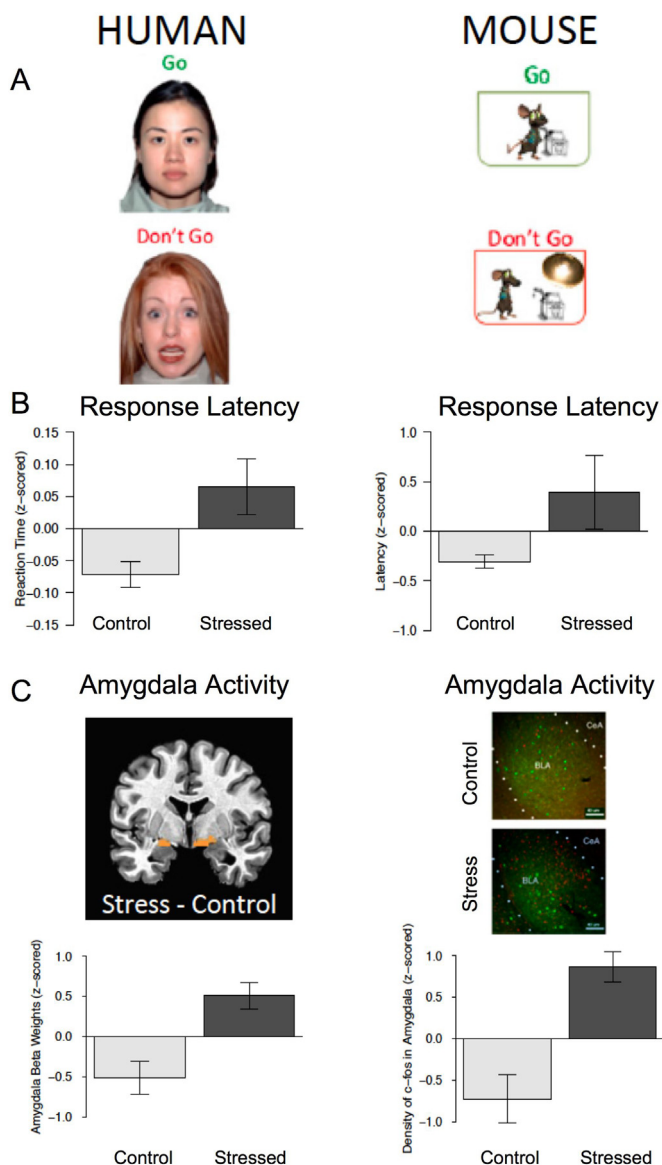 HUMAN
MOUSE
A
Go
Go
Don't Go
Don't Go
B
Response Latency
Response Latency
Reaction Time (z−scored)
0.15
0.10
0.05
0.00
−0.05
−0.10
−0.15
Control
Stressed
Latency (z−scored)
1.0
0.5
0.0
−0.5
−1.0
Control
Stressed
C
Amygdala Activity
Amygdala Activity
Stress - Control
Control
CeA
BLA
Stress
CeA
BLA
Amygdala Beta Weights (z−scored)
1.0
0.5
0.0
−0.5
−1.0
Control
Stressed
Density of c−fos in Amygdala (z−scored)
1.0
0.5
0.0
−0.5
−1.0
Control
Stressed